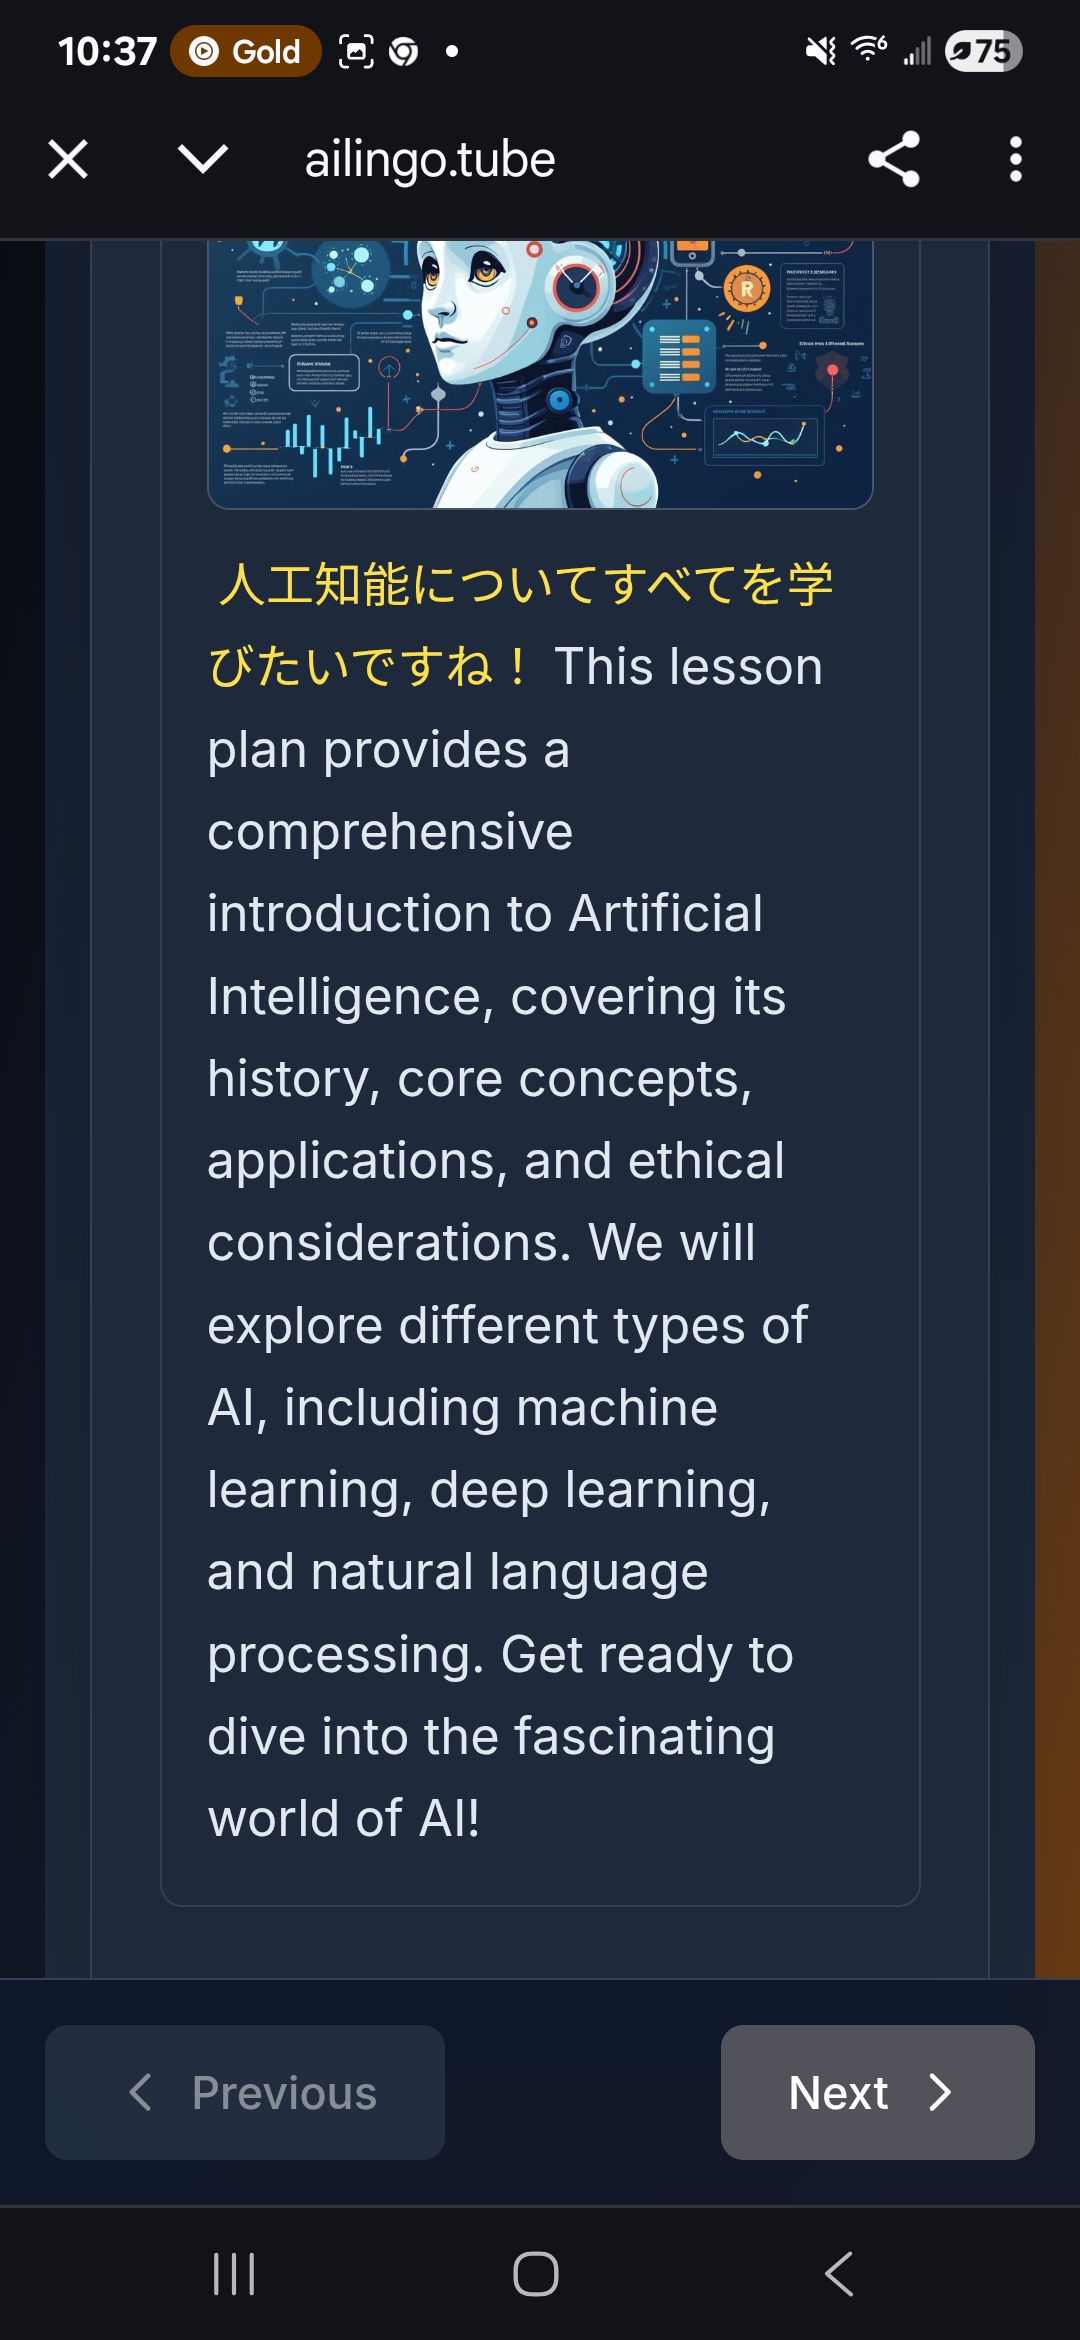 10:37 Gold 6 75
ailingo.tube
R
人工知能についてすべてを学
びたいですね！ This lesson
plan provides a
comprehensive
introduction to Artificial
Intelligence, covering its
history, core concepts,
applications, and ethical
considerations. We will
explore different types of
AI, including machine
learning, deep learning,
and natural language
processing. Get ready to
dive into the fascinating
world of AI!
Previous Next